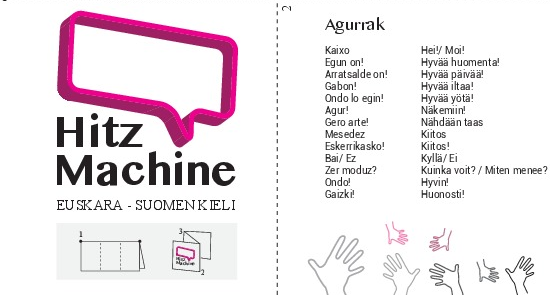 Hitz
Machine
EUSKARA - SUOMENKIELI
1
3
Hitz
Machine
2
2
Agurrak
Kaixo Hei!/ Moi!
Egun on! Hyvää huomenta!
Arratsalde on! Hyvää päivää!
Gabon! Hyvää iltaa!
Ondo lo egin! Hyvää yötä!
Agur! Näkemiin!
Gero arte! Nähdään taas
Mesedez Kiitos
Eskerrikasko! Kiitos!
Bai/ Ez Kyllä/ Ei
Zer moduz? Kuinka voit? / Miten menee?
Ondo! Hyvin!
Gaizki! Huonosti!